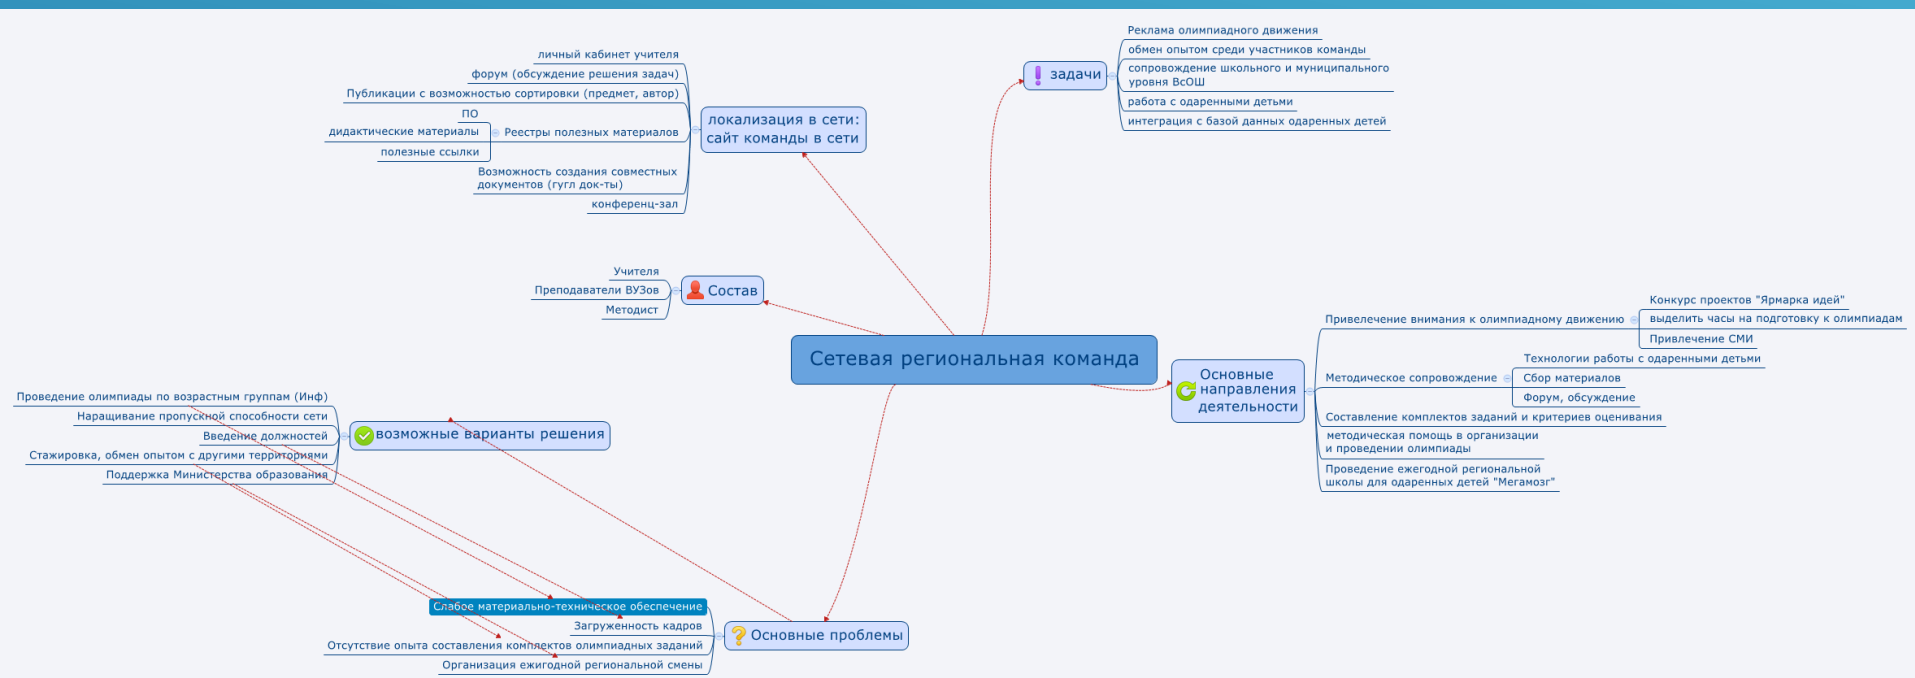 Реклама олимпиадного движения
обмен опытом среди участников команды
сопровождение школьного и муниципального
уровня ВсОШ
работа с одаренными детьми
интеграция с базой данных одаренных детей
задачи
личный кабинет учителя
форум (обсуждение решения задач)
Публикации с возможностью сортировки (предмет, автор)
ПО
дидактические материалы
полезные ссылки
Реестры полезных материалов
Возможность создания совместных
документов (гугл док-ты)
конференц-зал
локализация в сети:
сайт команды в сети
Учителя
Преподаватели ВУЗов
Методист
Состав
Сетевая региональная команда
Основные
направления
деятельности
Привелечение внимания к олимпиадному движению
Конкурс проектов "Ярмарка идей"
выделить часы на подготовку к олимпиадам
Привлечение СМИ
Методическое сопровождение
Технологии работы с одаренными детьми
Сбор материалов
Форум, обсуждение
Составление комплектов заданий и критериев оценивания
методическая помощь в организации
и проведении олимпиады
Проведение ежегодной региональной
школы для одаренных детей "Мегамозг"
Проведение олимпиады по возрастным группам (Инф)
Наращивание пропускной способности сети
Введение должностей
Стажировка, обмен опытом с другими территориями
Поддержка Министерства образования
возможные варианты решения
Слабое материально-техническое обеспечение
Загруженность кадров
Отсутствие опыта составления комплектов олимпиадных заданий
Организация ежигодной региональной смены
Основные проблемы